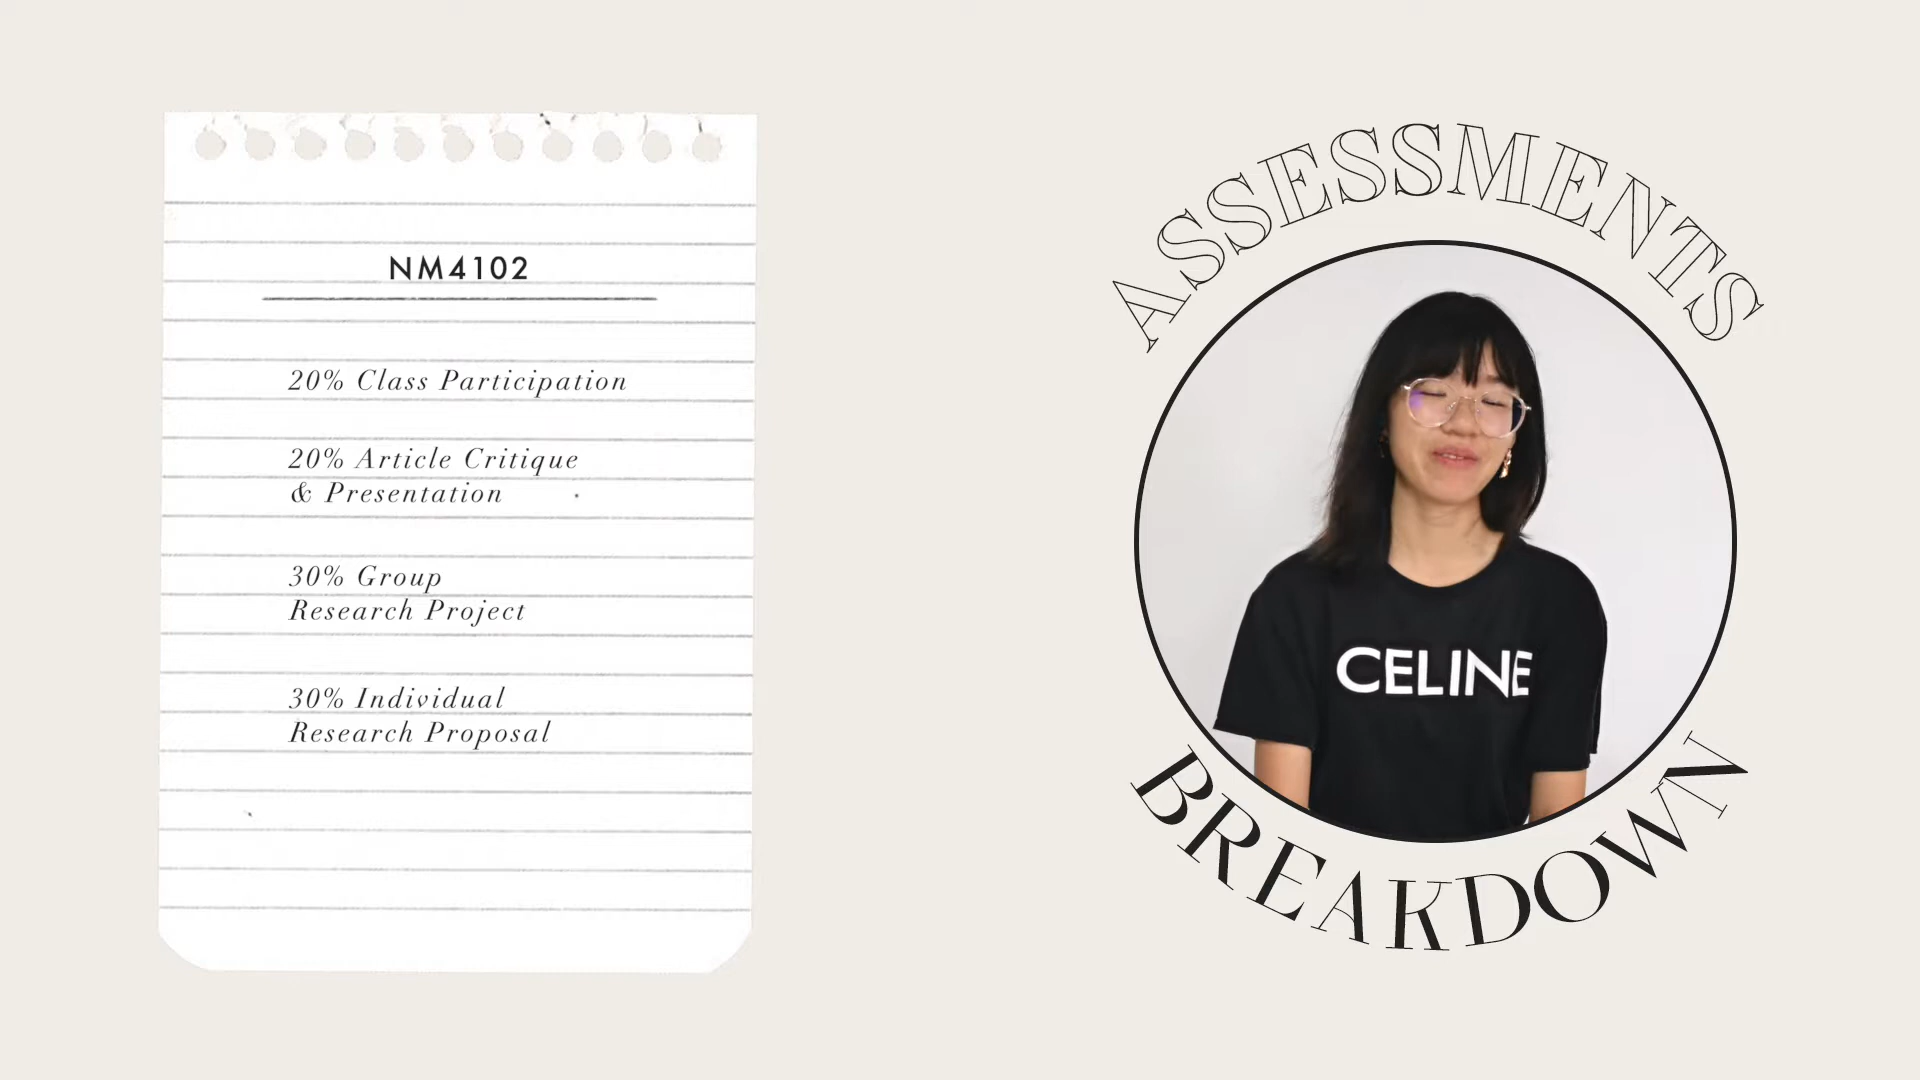 NM4102
20% Class Participation
20% Article Critique
& Presentation
30% Group
Research Project
30% Individual
Research Proposal
ASSESSMENTS
CELINE
BREAKDOWN